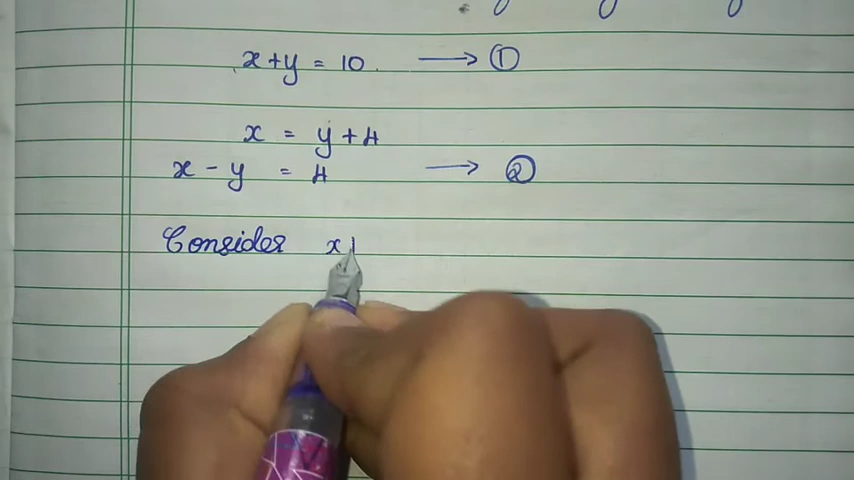 x + y = 10 → ①
x = y + 4
x - y = 4 → ②
Consider x